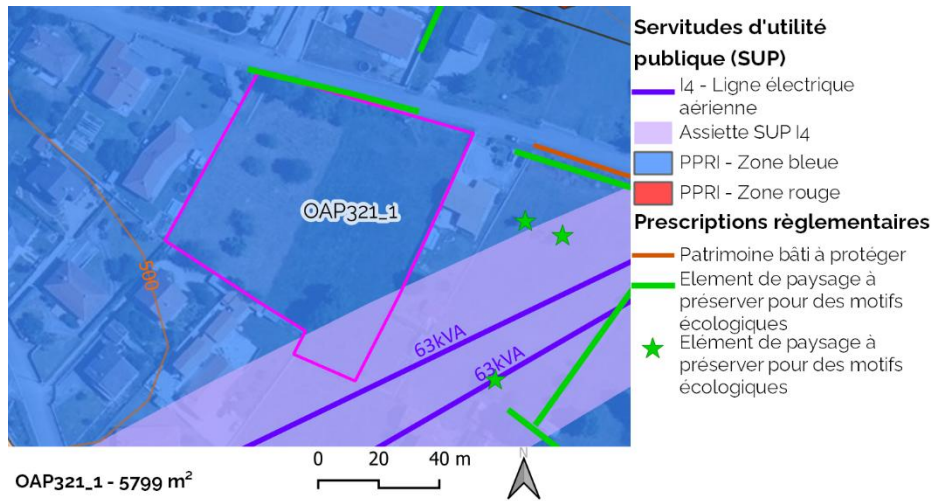 Servitudes d'utilité
publique (SUP)
I4 - Ligne électrique
aérienne
Assiette SUP I4
PPRI - Zone bleue
PPRI - Zone rouge
Prescriptions règlementaires
Patrimoine bâti à protéger
Element de paysage à
préserver pour des motifs
écologiques
Elément de paysage à
préserver pour des motifs
écologiques
OAP321_1
500
63kVA
63kVA
OAP321_1 - 5799 m²
0 20 40 m
N